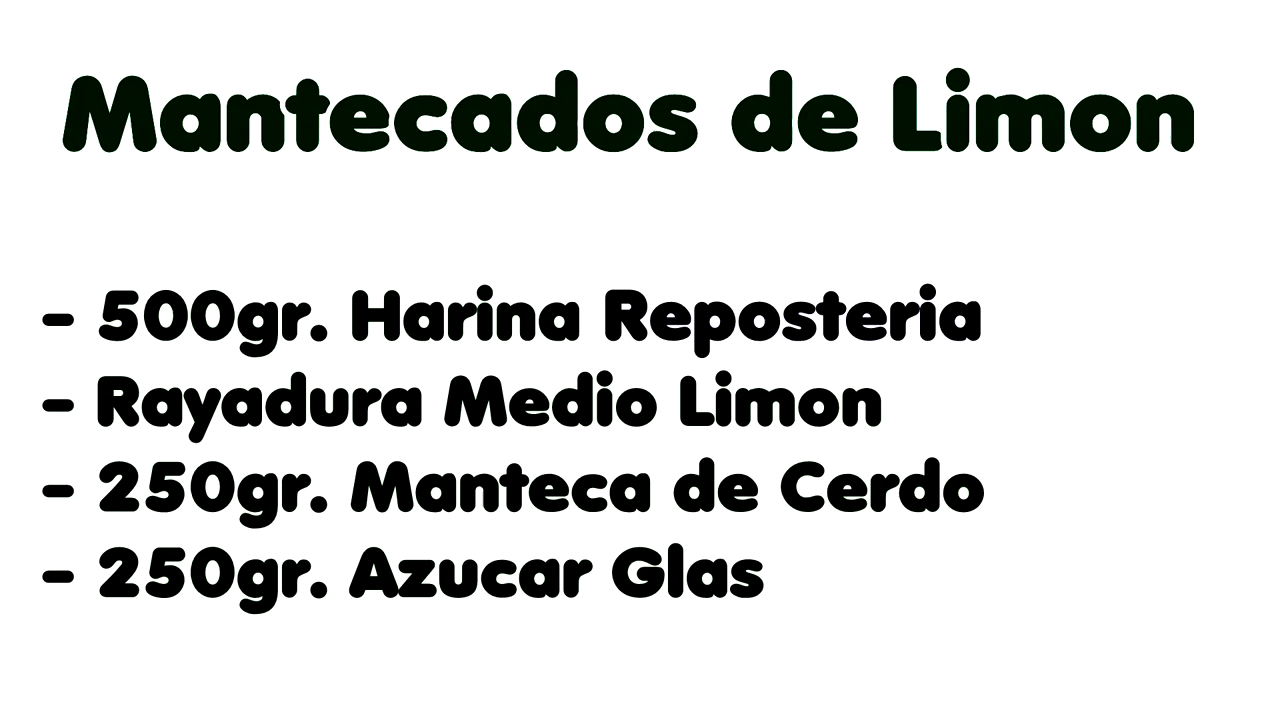 Mantecados de Limon
- 500gr. Harina Reposteria
- Rayadura Medio Limon
- 250gr. Manteca de Cerdo
- 250gr. Azucar Glas